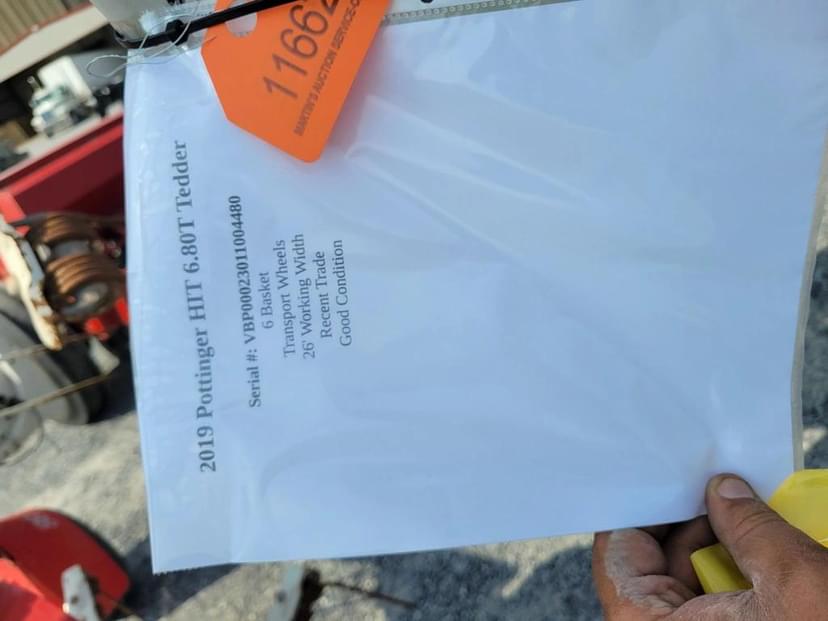 11662
MARTIN'S AUCTION SERVICE
2019 Pottinger HIT 6.80T Tedder
Serial #: VBP00023011004480
6 Basket
Transport Wheels
26' Working Width
Recent Trade
Good Condition